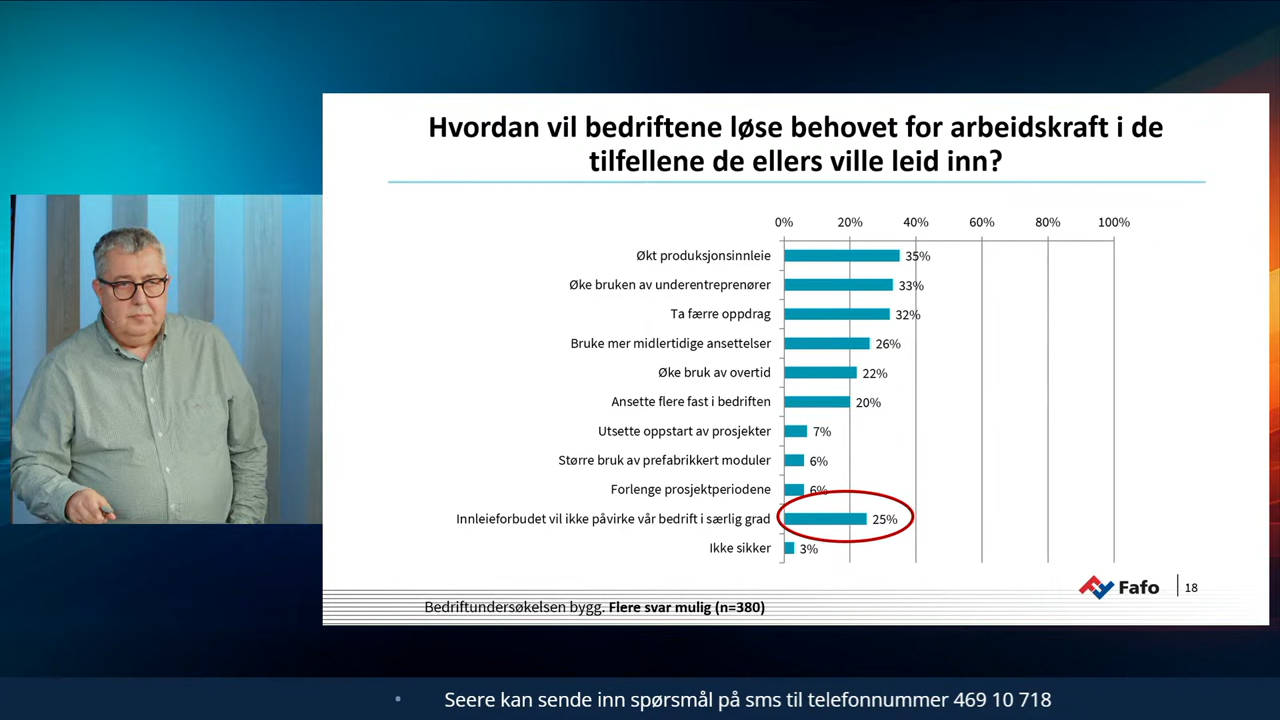 Hvordan vil bedriftene løse behovet for arbeidskraft i de
tilfellene de ellers ville leid inn?
0% 20% 40% 60% 80% 100%
Økt produksjonsinnleie 35%
Øke bruken av underentreprenører 33%
Ta færre oppdrag 32%
Bruke mer midlertidige ansettelser 26%
Øke bruk av overtid 22%
Ansette flere fast i bedriften 20%
Utsette oppstart av prosjekter 7%
Større bruk av prefabrikkert moduler 6%
Forlenge prosjektperiodene 6%
Innleieforbudet vil ikke påvirke vår bedrift i særlig grad 25%
Ikke sikker 3%
Fafo 18
Bedriftundersøkelsen bygg. Flere svar mulig (n=380)
• Seere kan sende inn spørsmål på sms til telefonnummer 469 10 718